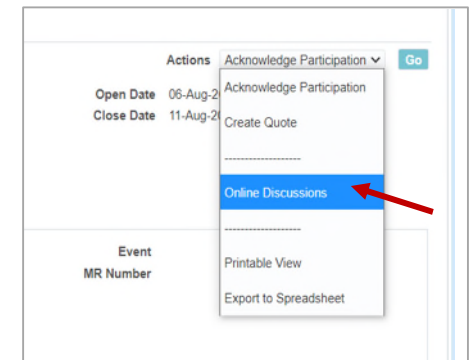 Actions Acknowledge Participation Go
Acknowledge Participation
Open Date 06-Aug-2
Close Date 11-Aug-2
Create Quote
-------------------
Online Discussions
-------------------
Event
Printable View
MR Number
Export to Spreadsheet